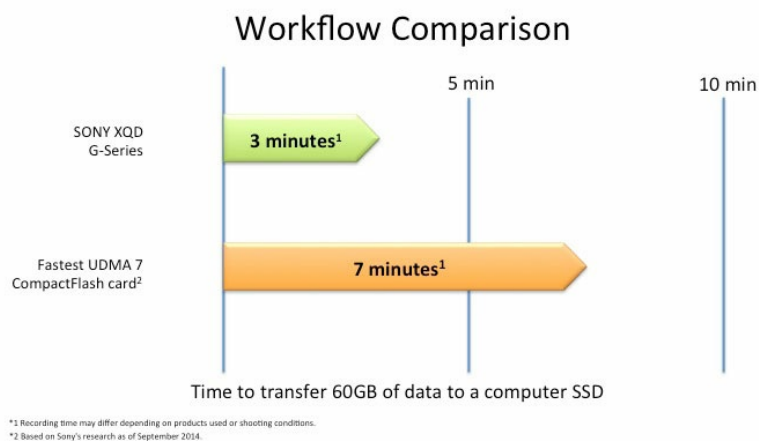 Workflow Comparison
5 min
10 min
SONY XQD
G-Series
3 minutes¹
Fastest UDMA 7
CompactFlash card²
7 minutes¹
Time to transfer 60GB of data to a computer SSD
*1 Recording time may differ depending on products used or shooting conditions.
*2 Based on Sony's research as of September 2014.